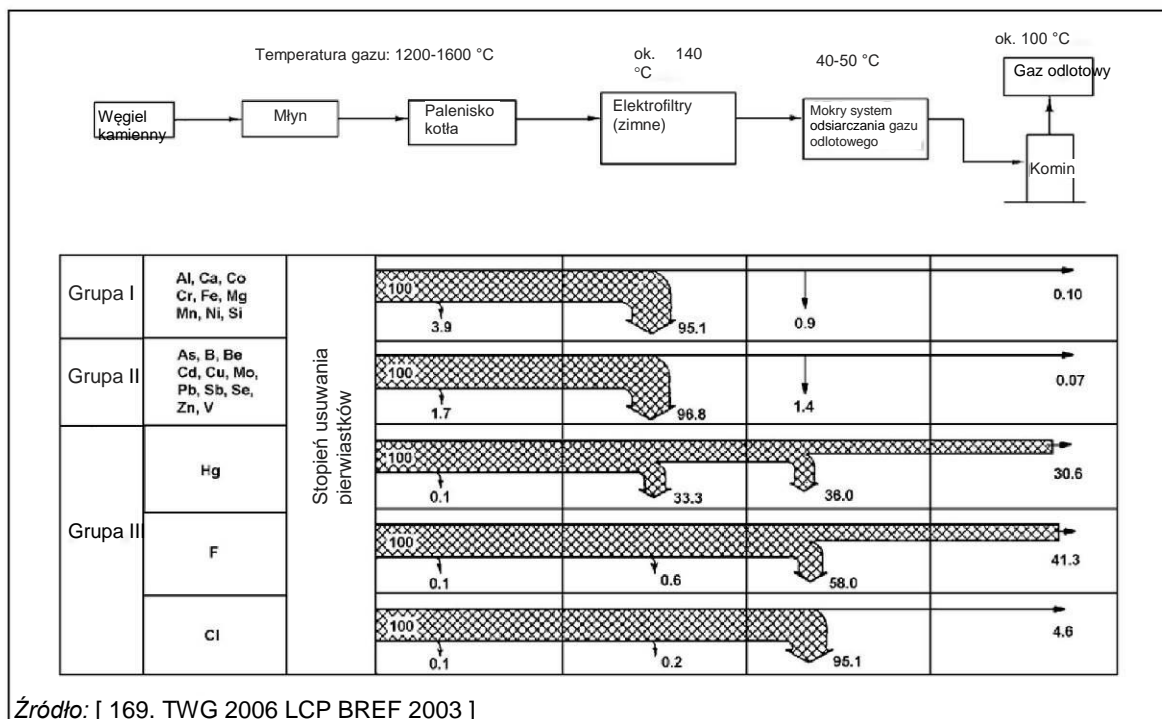 Temperatura gazu: 1200-1600 °C
ok. 140
°C
40-50 °C
ok. 100 °C
Węgiel
kamienny
Młyn
Palenisko
kotła
Elektrofiltry
(zimne)
Mokry system
odsiarczania gazu
odlotowego
Gaz odlotowy
Komin
Stopień usuwania
pierwiastków
Grupa I
Al, Ca, Co
Cr, Fe, Mg
Mn, Ni, Si
100
3.9
95.1
0.9
0.10
Grupa II
As, B, Be
Cd, Cu, Mo,
Pb, Sb, Se,
Zn, V
100
1.7
96.8
1.4
0.07
Grupa III
Hg
100
0.1
33.3
36.0
30.6
F
100
0.1
0.6
58.0
41.3
Cl
100
0.1
0.2
95.1
4.6
Źródło: [ 169. TWG 2006 LCP BREF 2003 ]